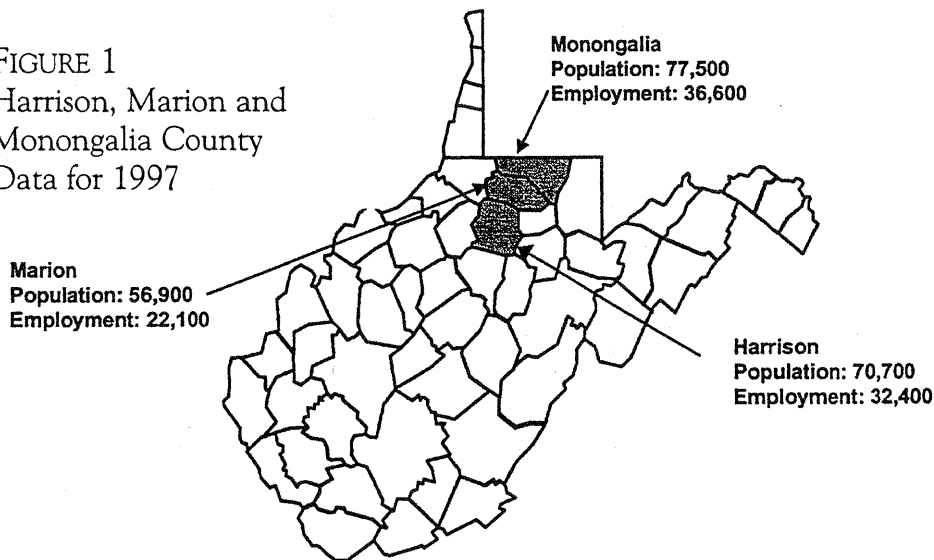 FIGURE 1
Harrison, Marion and
Monongalia County
Data for 1997
Monongalia
Population: 77,500
Employment: 36,600
Marion
Population: 56,900
Employment: 22,100
Harrison
Population: 70,700
Employment: 32,400